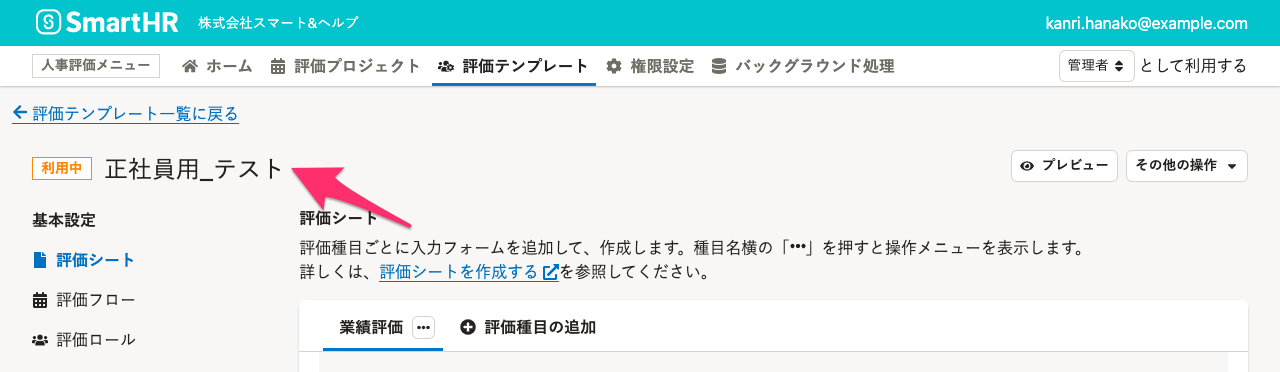 SmartHR 株式会社スマート&ヘルプ kanri.hanako@example.com
人事評価メニュー ホーム 評価プロジェクト 評価テンプレート 権限設定 バックグラウンド処理 管理者 として利用する
評価テンプレート一覧に戻る
利用中 正社員用_テスト プレビュー その他の操作
基本設定
評価シート
評価フロー
評価ロール
評価シート
評価種目ごとに入力フォームを追加して、作成します。種目名横の「•••」を押すと操作メニューを表示します。
詳しくは、評価シートを作成するを参照してください。
業績評価 ••• 評価種目の追加